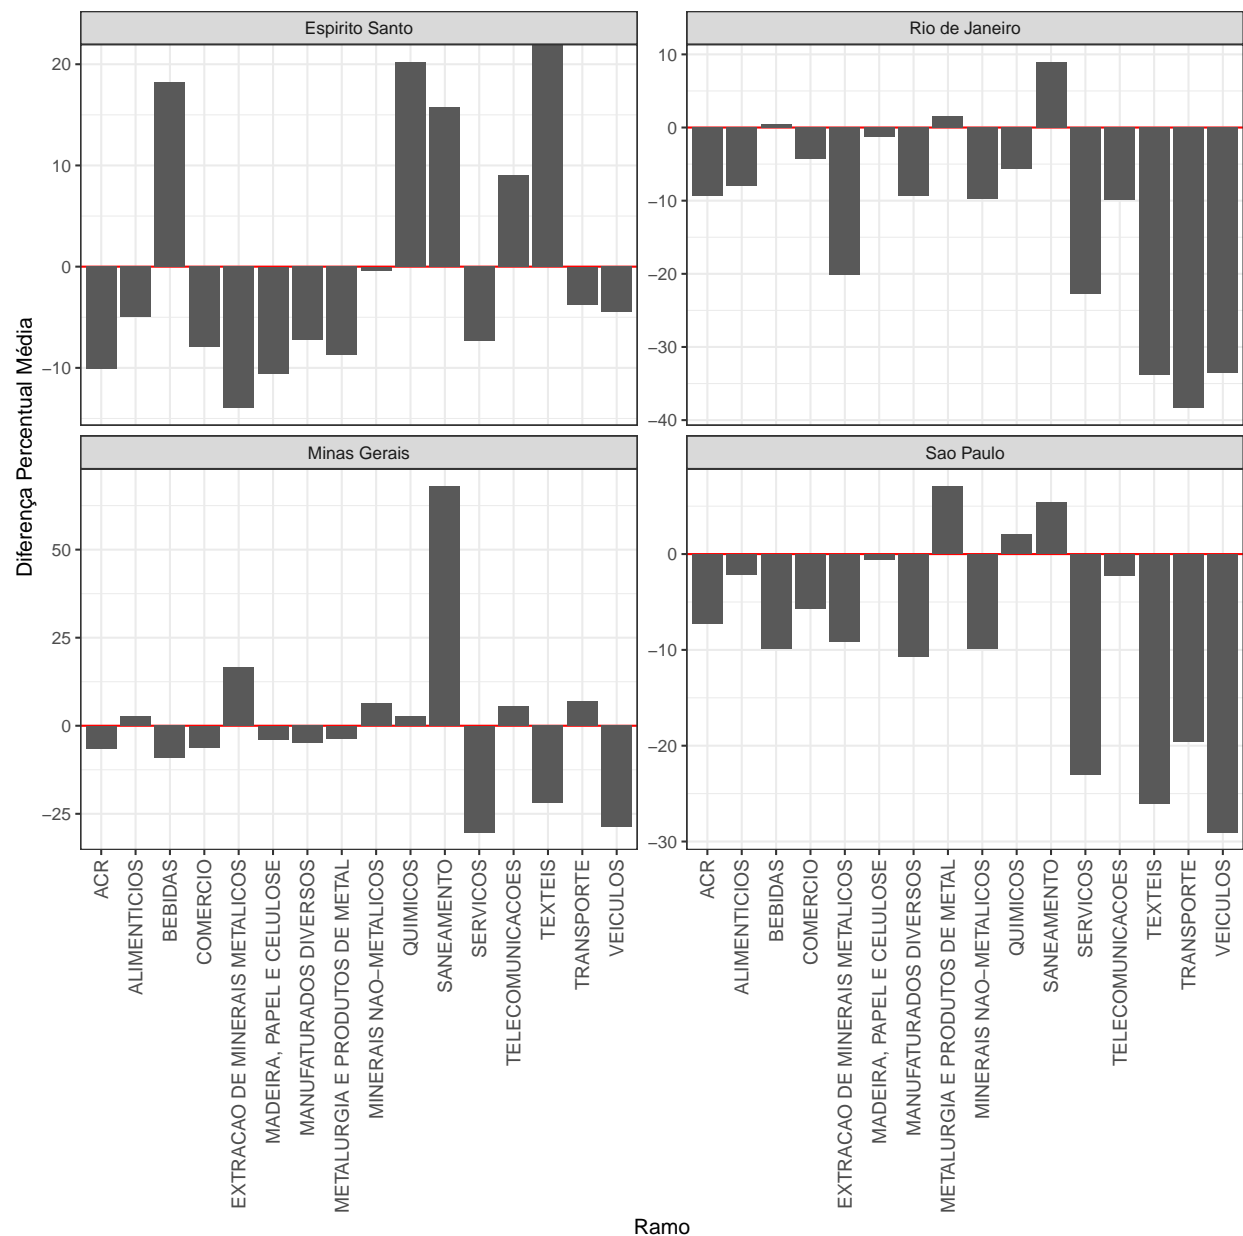 Espirito Santo
Rio de Janeiro
20
10
0
−10
10
0
−10
−20
−30
−40
Diferença Percentual Média
Minas Gerais
Sao Paulo
50
25
0
−25
0
−10
−20
−30
ACR
ALIMENTICIOS
BEBIDAS
COMERCIO
EXTRACAO DE MINERAIS METALICOS
MADEIRA, PAPEL E CELULOSE
MANUFATURADOS DIVERSOS
METALURGIA E PRODUTOS DE METAL
MINERAIS NAO−METALICOS
QUIMICOS
SANEAMENTO
SERVICOS
TELECOMUNICACOES
TEXTEIS
TRANSPORTE
VEICULOS
ACR
ALIMENTICIOS
BEBIDAS
COMERCIO
EXTRACAO DE MINERAIS METALICOS
MADEIRA, PAPEL E CELULOSE
MANUFATURADOS DIVERSOS
METALURGIA E PRODUTOS DE METAL
MINERAIS NAO−METALICOS
QUIMICOS
SANEAMENTO
SERVICOS
TELECOMUNICACOES
TEXTEIS
TRANSPORTE
VEICULOS
Ramo